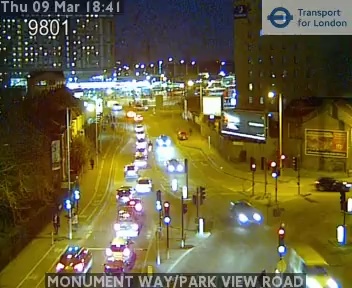 Thu 09 Mar 18:41
Transport
for London
9801.
MONUMENT WAY/PARK VIEW ROAD